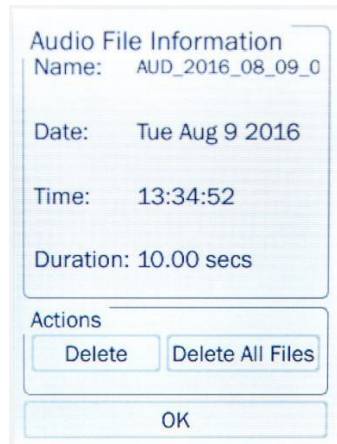 Audio File Information
Name: AUD_2016_08_09_0
Date: Tue Aug 9 2016
Time: 13:34:52
Duration: 10.00 secs
Actions
Delete Delete All Files
OK